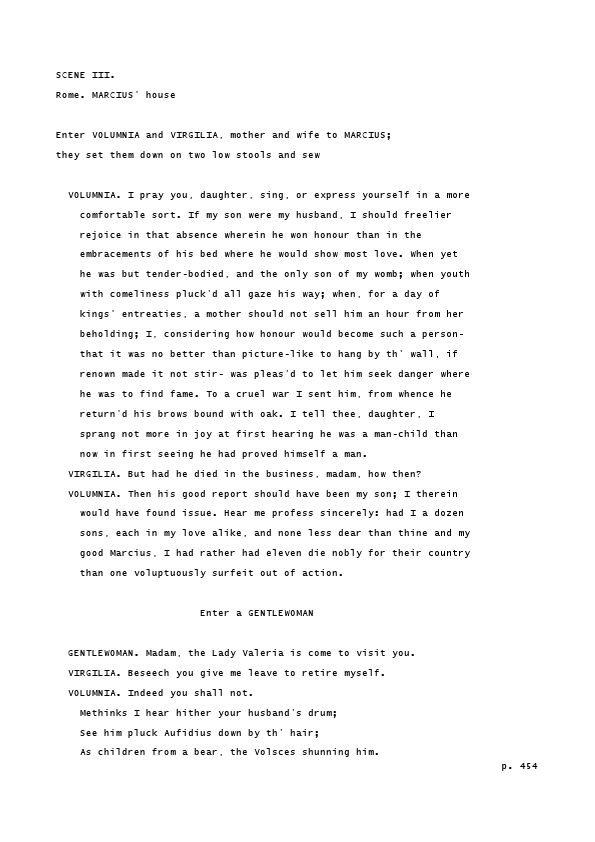 SCENE III.
Rome. MARCIUS' house
Enter VOLUMNIA and VIRGILIA, mother and wife to MARCIUS;
they set them down on two low stools and sew
VOLUMNIA. I pray you, daughter, sing, or express yourself in a more
comfortable sort. If my son were my husband, I should freelier
rejoice in that absence wherein he won honour than in the
embracements of his bed where he would show most love. When yet
he was but tender-bodied, and the only son of my womb; when youth
with comeliness pluck'd all gaze his way; when, for a day of
kings' entreaties, a mother should not sell him an hour from her
beholding; I, considering how honour would become such a person-
that it was no better than picture-like to hang by th' wall, if
renown made it not stir- was pleas'd to let him seek danger where
he was to find fame. To a cruel war I sent him, from whence he
return'd his brows bound with oak. I tell thee, daughter, I
sprang not more in joy at first hearing he was a man-child than
now in first seeing he had proved himself a man.
VIRGILIA. But had he died in the business, madam, how then?
VOLUMNIA. Then his good report should have been my son; I therein
would have found issue. Hear me profess sincerely: had I a dozen
sons, each in my love alike, and none less dear than thine and my
good Marcius, I had rather had eleven die nobly for their country
than one voluptuously surfeit out of action.
Enter a GENTLEWOMAN
GENTLEWOMAN. Madam, the Lady Valeria is come to visit you.
VIRGILIA. Beseech you give me leave to retire myself.
VOLUMNIA. Indeed you shall not.
Methinks I hear hither your husband's drum;
See him pluck Aufidius down by th' hair;
As children from a bear, the Volsces shunning him.
p. 454